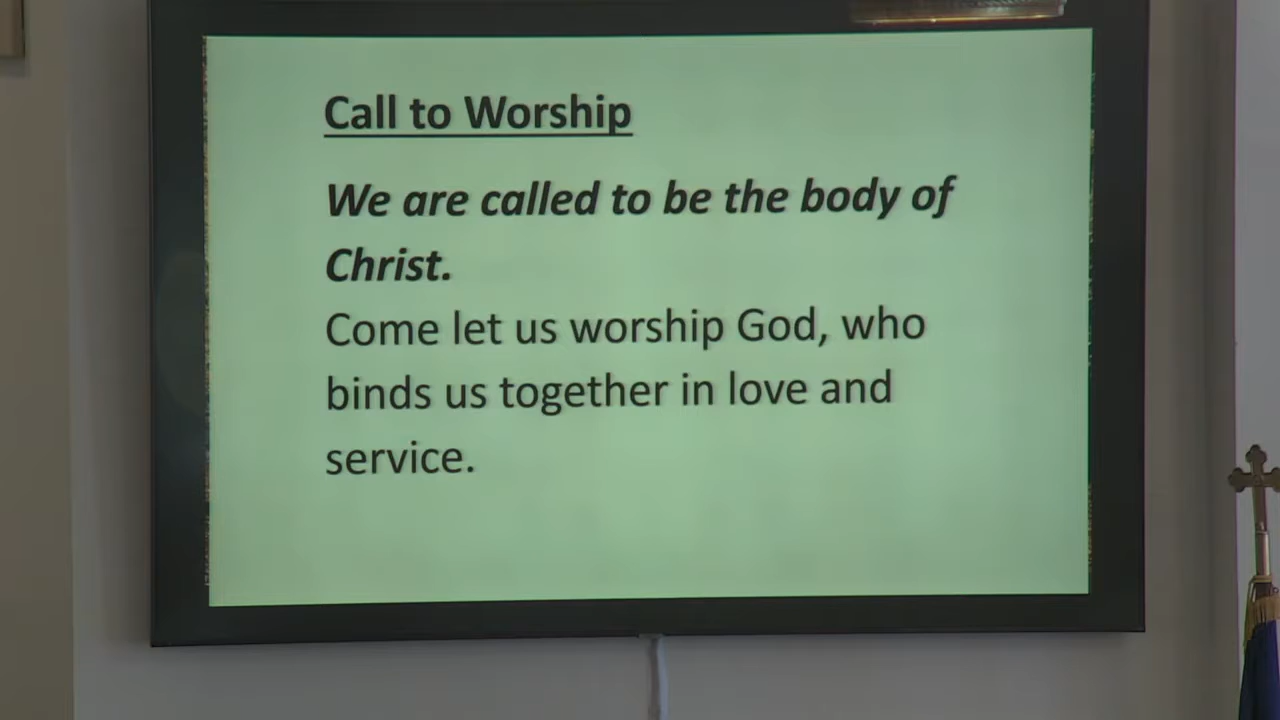 Call to Worship
We are called to be the body of
Christ.
Come let us worship God, who
binds us together in love and
service.